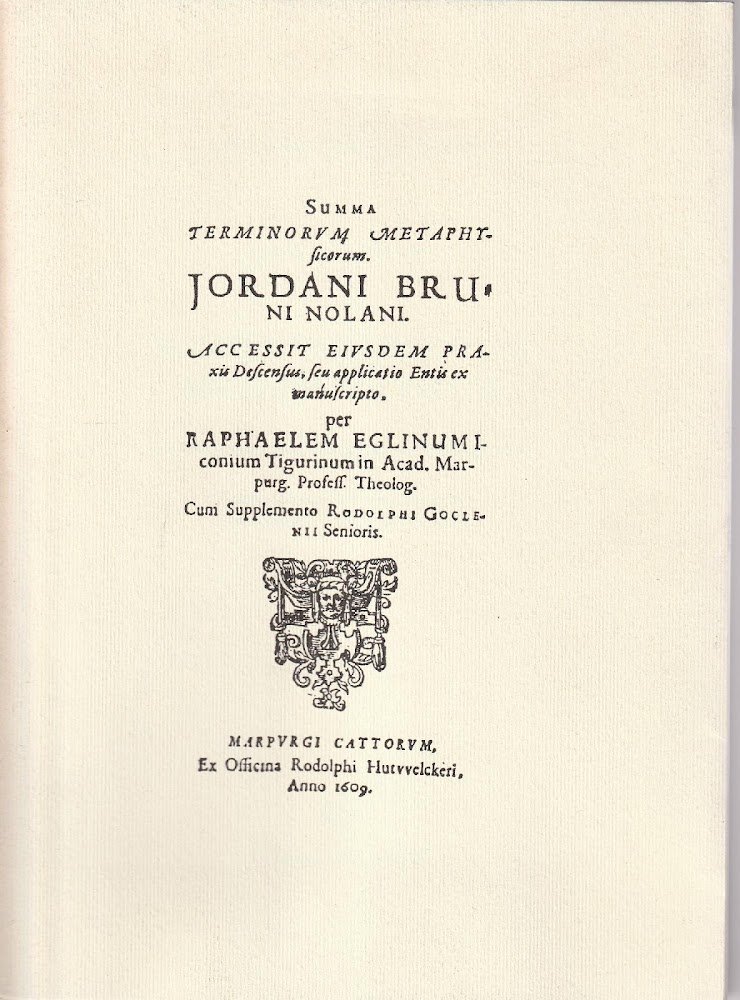 SUMMA
TERMINORVM METAPHY-
ſicorum.
JORDANI BRU-
NI NOLANI.
ACCESSIT EIVSDEM PRA-
xis Deſcenſus, ſeu applicatio Entis ex
manuſcripto.
per
RAPHAELEM EGLINUM I-
conium Tigurinum in Acad. Mar-
purg. Profeſſ. Theolog.
Cum Supplemento RODOLPHI GOCLE-
NII Senioris.
MARPVRGI CATTORVM,
Ex Officina Rodolphi Hutvvelckeri,
Anno 1609.